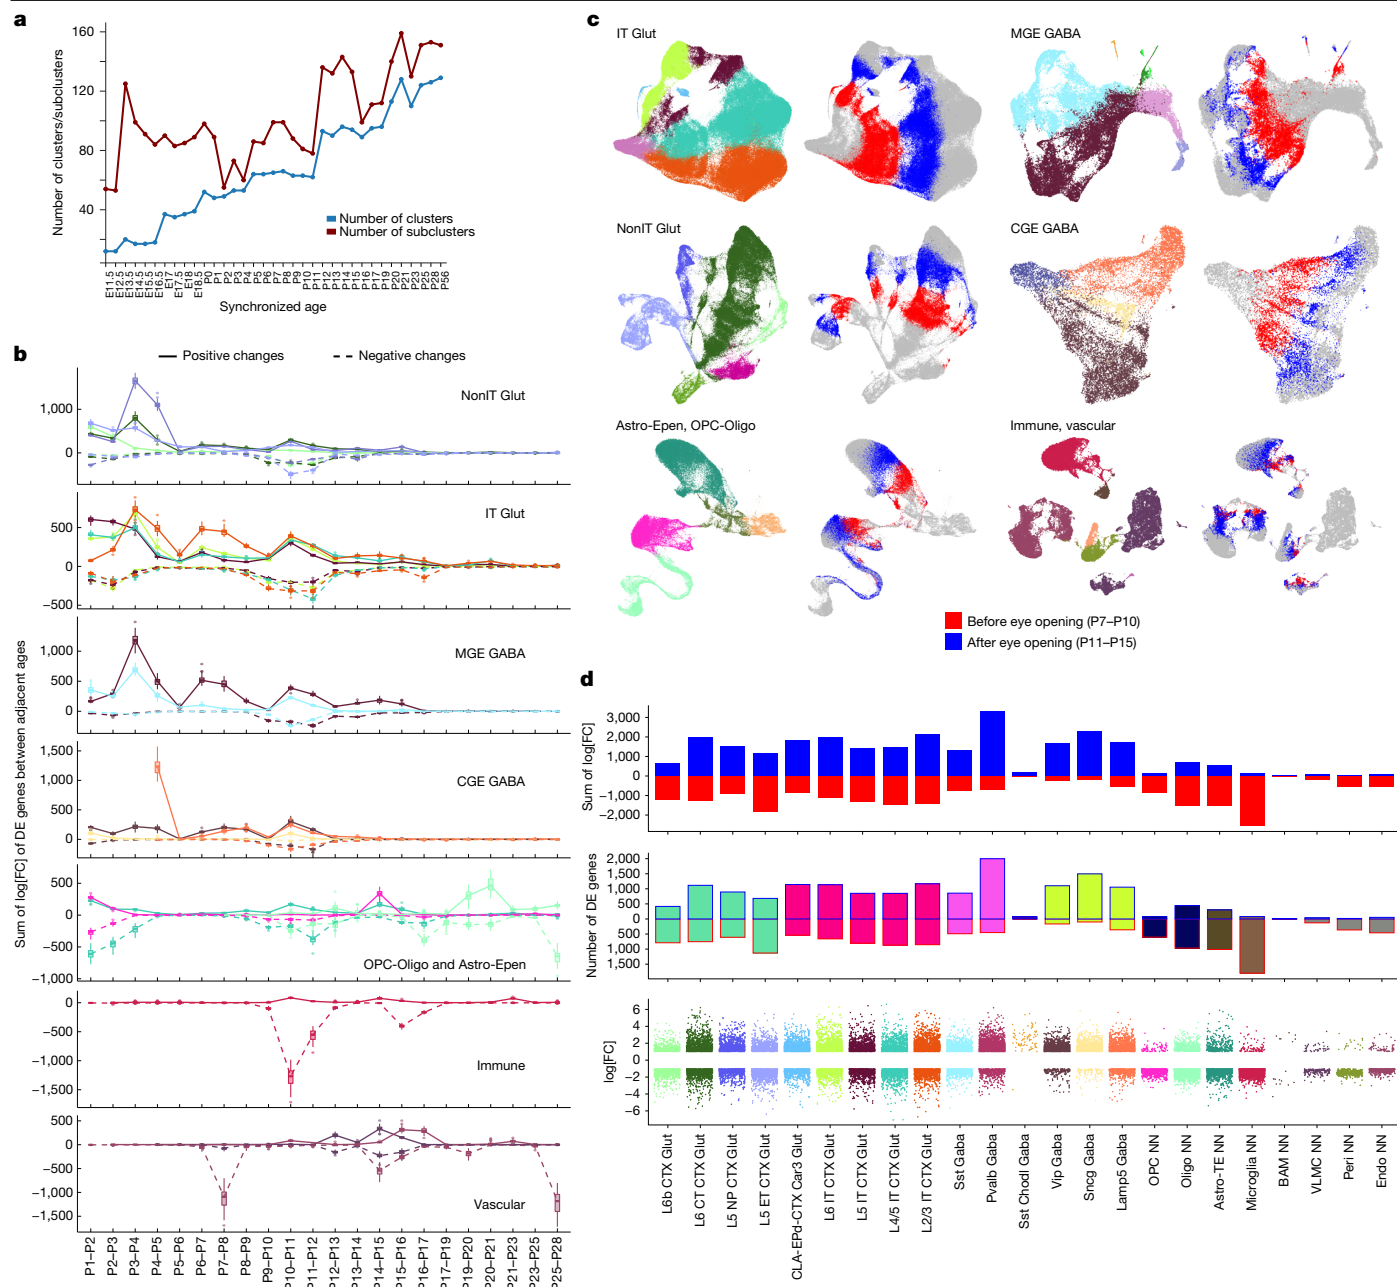 a
160
120
80
40
Number of clusters/subclusters
Number of clusters
Number of subclusters
E11.5
E12.5
E13.5
E14.5
E15.5
E16.5
E17
E17.5
E18
E18.5
P0
P1
P2
P3
P4
P5
P6
P7
P8
P9
P10
P11
P12
P13
P14
P15
P16
P17
P19
P20
P21
P23
P25
P28
P56
Synchronized age
b
Positive changes
Negative changes
Sum of log[FC] of DE genes between adjacent ages
NonIT Glut
1,000
0
IT Glut
500
0
−500
MGE GABA
1,000
500
0
CGE GABA
1,500
1,000
500
0
500
0
−500
−1,000
OPC-Oligo and Astro-Epen
0
−500
−1,000
−1,500
Immune
500
0
−500
−1,000
−1,500
Vascular
P1–P2
P2–P3
P3–P4
P4–P5
P5–P6
P6–P7
P7–P8
P8–P9
P9–P10
P10–P11
P11–P12
P12–P13
P13–P14
P14–P15
P15–P16
P16–P17
P17–P19
P19–P20
P20–P21
P21–P23
P23–P25
P25–P28
c
IT Glut
MGE GABA
NonIT Glut
CGE GABA
Astro-Epen, OPC-Oligo
Immune, vascular
Before eye opening (P7–P10)
After eye opening (P11–P15)
d
Sum of log[FC]
3,000
2,000
1,000
0
−1,000
−2,000
Number of DE genes
2,000
1,500
1,000
500
0
500
1,000
1,500
log[FC]
6
4
2
0
−2
−4
−6
L6b CTX Glut
L6 CT CTX Glut
L5 NP CTX Glut
L5 ET CTX Glut
CLA-EPd-CTX Car3 Glut
L6 IT CTX Glut
L5 IT CTX Glut
L4/5 IT CTX Glut
L2/3 IT CTX Glut
Sst Gaba
Pvalb Gaba
Sst Chodl Gaba
Vip Gaba
Sncg Gaba
Lamp5 Gaba
OPC NN
Oligo NN
Astro-TE NN
Microglia NN
BAM NN
VLMC NN
Peri NN
Endo NN